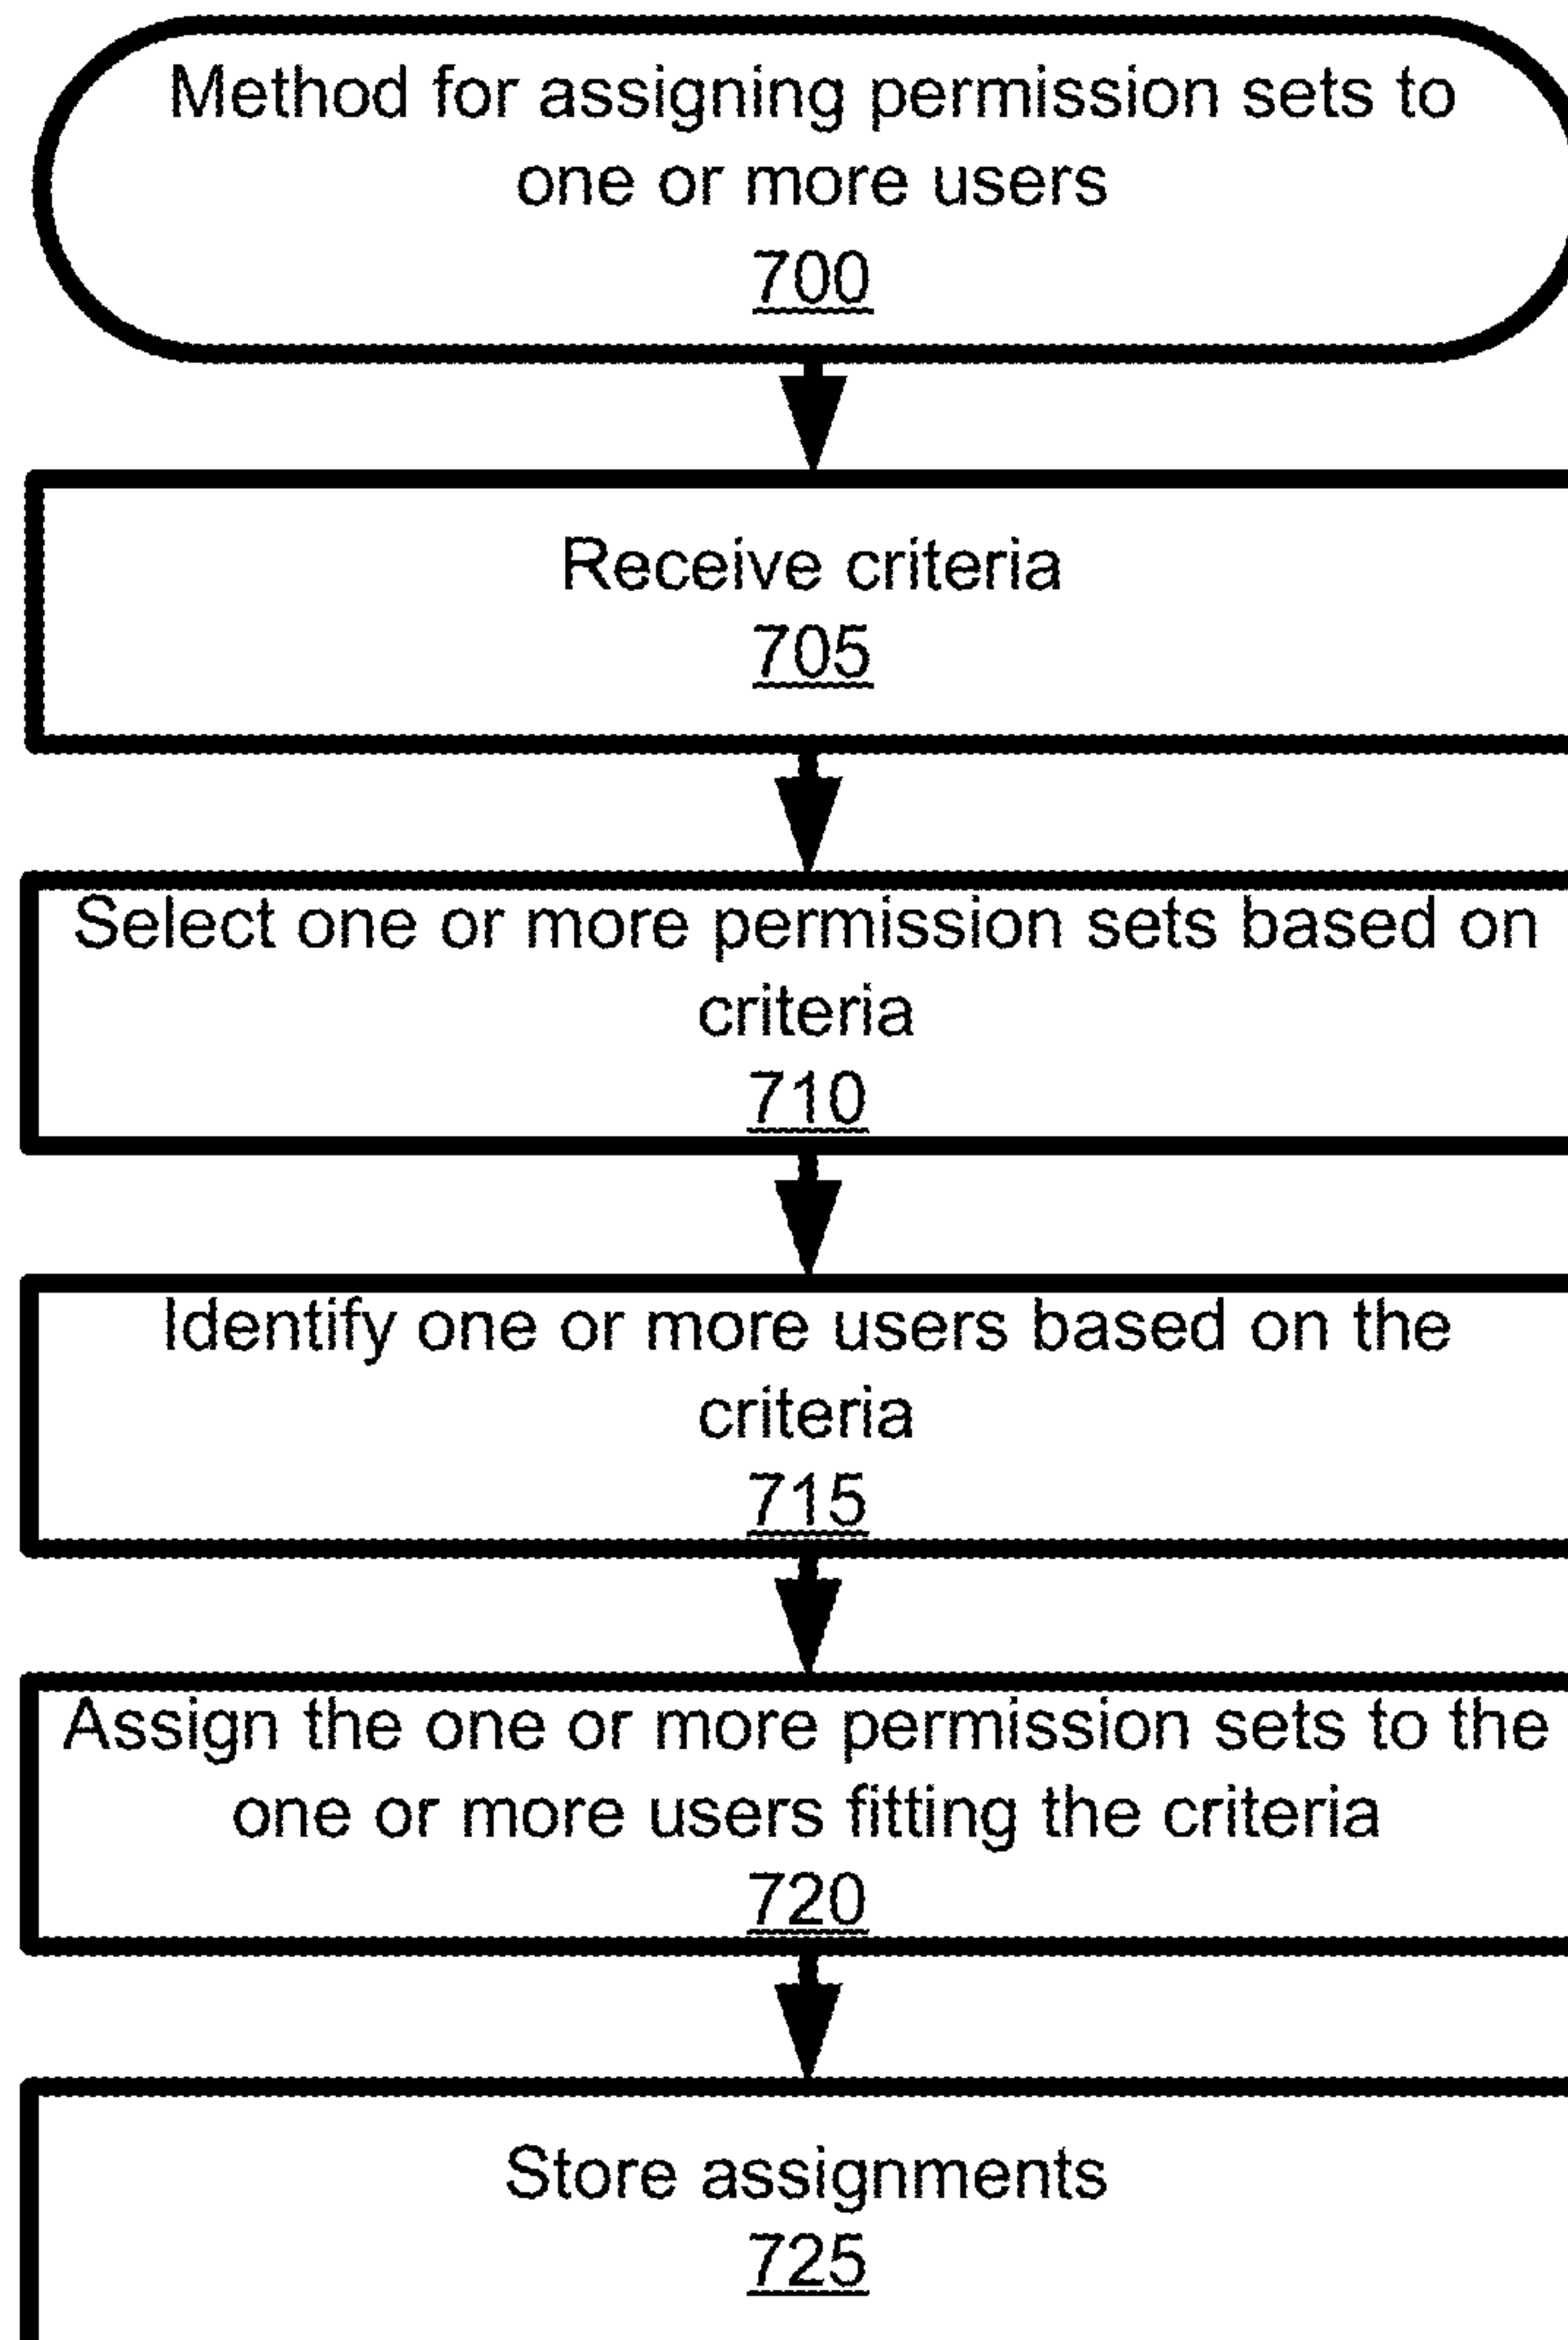 Method for assigning permission sets to
one or more users
700
Receive criteria
705
Select one or more permission sets based on
criteria
710
Identify one or more users based on the
criteria
715
Assign the one or more permission sets to the
one or more users fitting the criteria
720
Store assignments
725